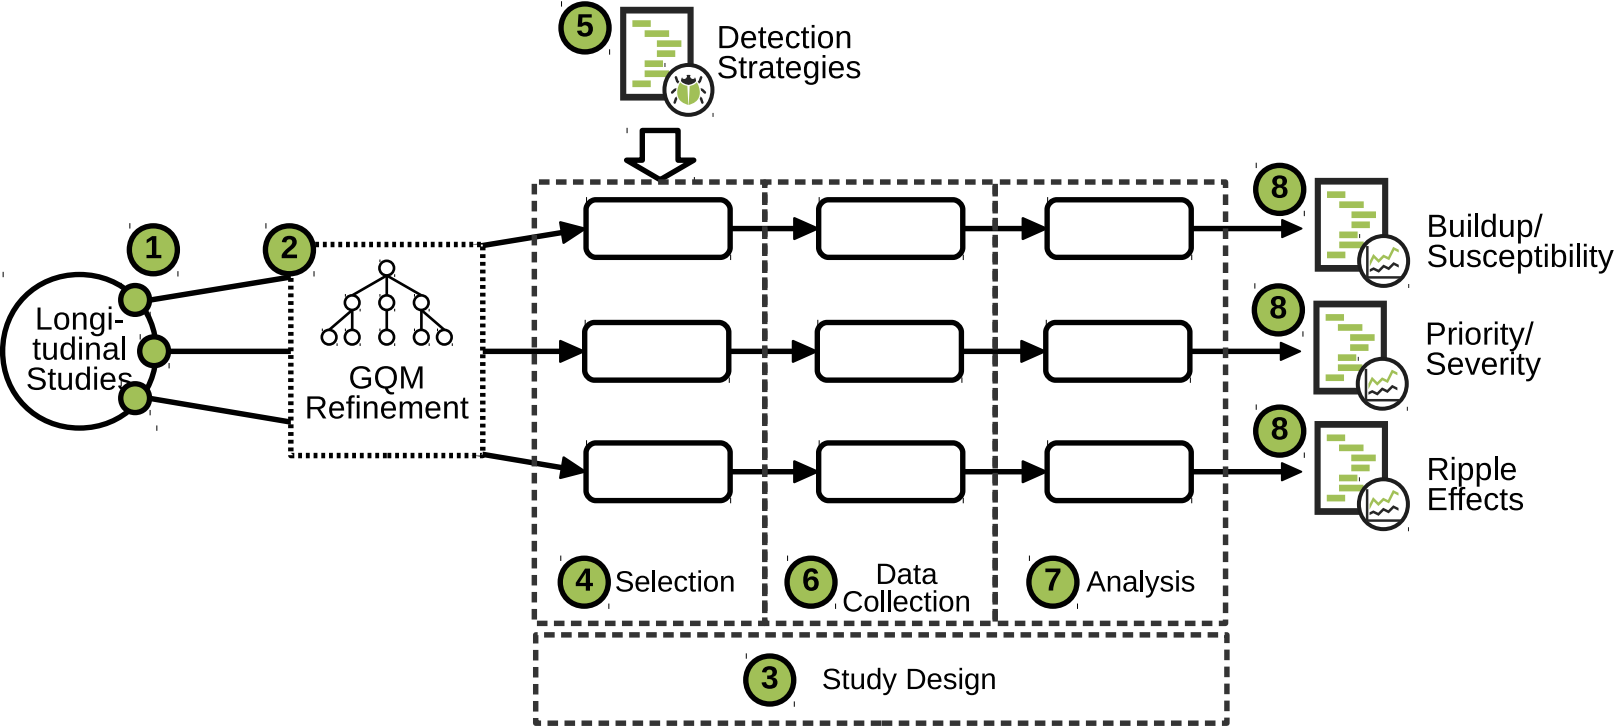 5
Detection
Strategies
1
2
8
Buildup/
Susceptibility
Longi-
tudinal
Studies
GQM
Refinement
8
Priority/
Severity
8
Ripple
Effects
4 Selection
6 Data
Collection
7 Analysis
3 Study Design